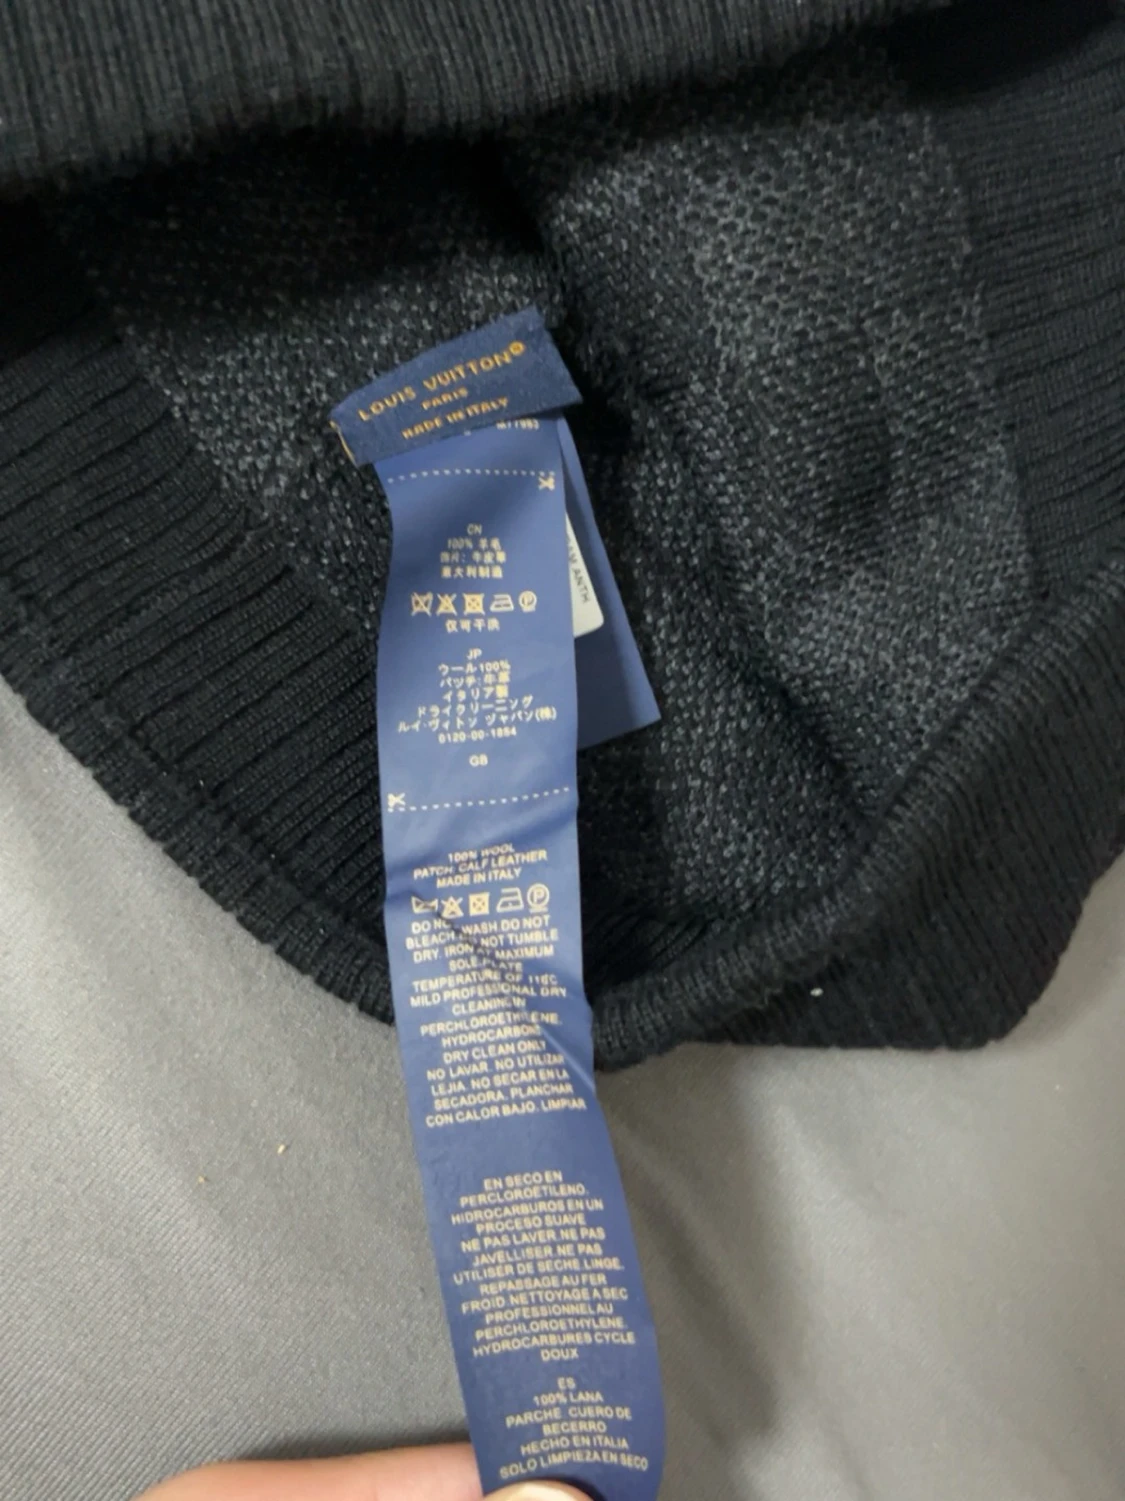 LOUIS VUITTON
PARIS
MADE IN ITALY
M77983
CN
100% 羊毛
饰片: 牛皮革
意大利制造
仅可干洗
JP
ウール100%
パッチ:牛革
イタリア製
ドライクリーニング
ルイ・ヴィトン ジャパン(株)
0120-00-1854
GB
100% WOOL
PATCH: CALF LEATHER
MADE IN ITALY
DO NOT WASH DO NOT
BLEACH NOT TUMBLE
DRY. IRON AT MAXIMUM
SOLE-PLATE
TEMPERATURE OF 110°C
MILD PROFESSIONAL DRY
CLEANING IN
PERCHLOROETHYLENE.
HYDROCARBONS
DRY CLEAN ONLY
NO LAVAR. NO UTILIZAR
LEJIA. NO SECAR EN LA
SECADORA. PLANCHAR
CON CALOR BAJO. LIMPIAR
EN SECO EN
PERCLOROETILENO.
HIDROCARBUROS EN UN
PROCESO SUAVE
NE PAS LAVER.NE PAS
JAVELLISER.NE PAS
UTILISER DE SECHE.LINGE.
REPASSAGE AU FER
FROID NETTOYAGE A SEC
PROFESSIONNEL AU
PERCHLOROETHYLENE.
HYDROCARBURES CYCLE
DOUX
ES
100% LANA
PARCHE CUERO DE
BECERRO
HECHO EN ITALIA
SOLO LIMPIEZA EN SECO
ANTH